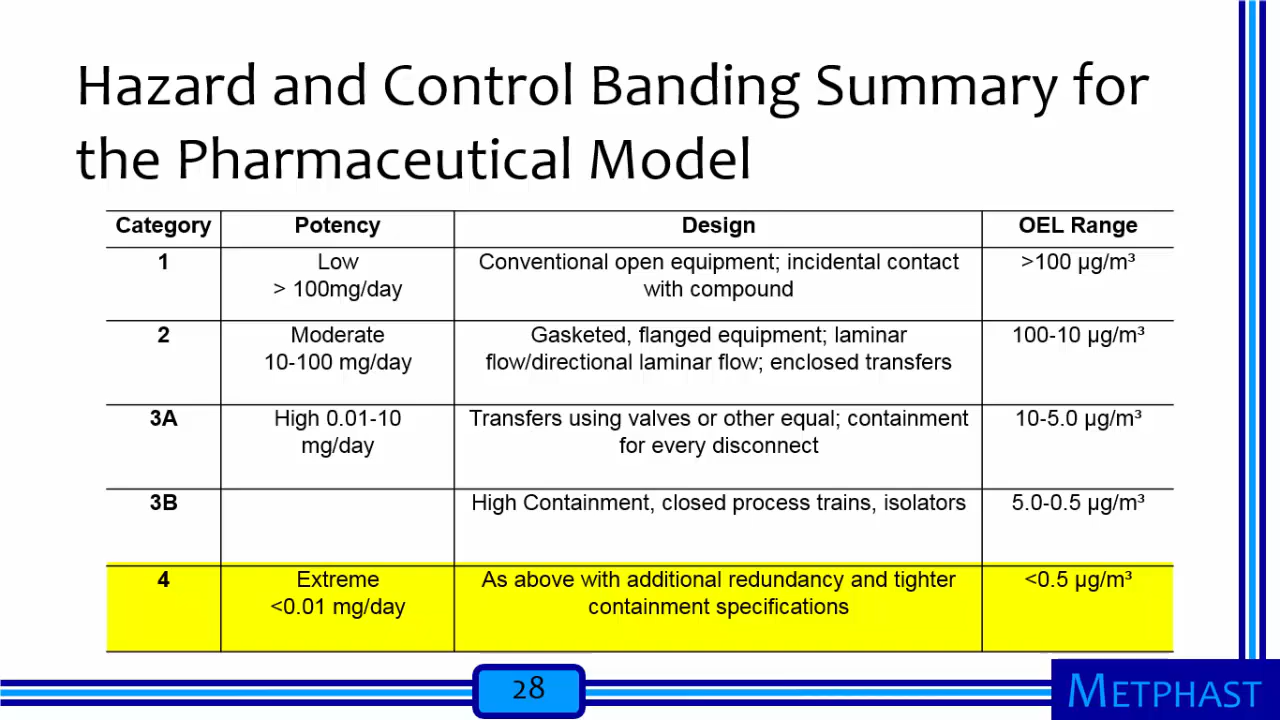 Hazard and Control Banding Summary for
the Pharmaceutical Model
Category Potency Design OEL Range
1 Low Conventional open equipment; incidental contact >100 µg/m³
> 100mg/day with compound
2 Moderate Gasketed, flanged equipment; laminar 100-10 µg/m³
10-100 mg/day flow/directional laminar flow; enclosed transfers
3A High 0.01-10 Transfers using valves or other equal; containment 10-5.0 µg/m³
mg/day for every disconnect
3B High Containment, closed process trains, isolators 5.0-0.5 µg/m³
4 Extreme As above with additional redundancy and tighter <0.5 µg/m³
<0.01 mg/day containment specifications
28
METPHAST